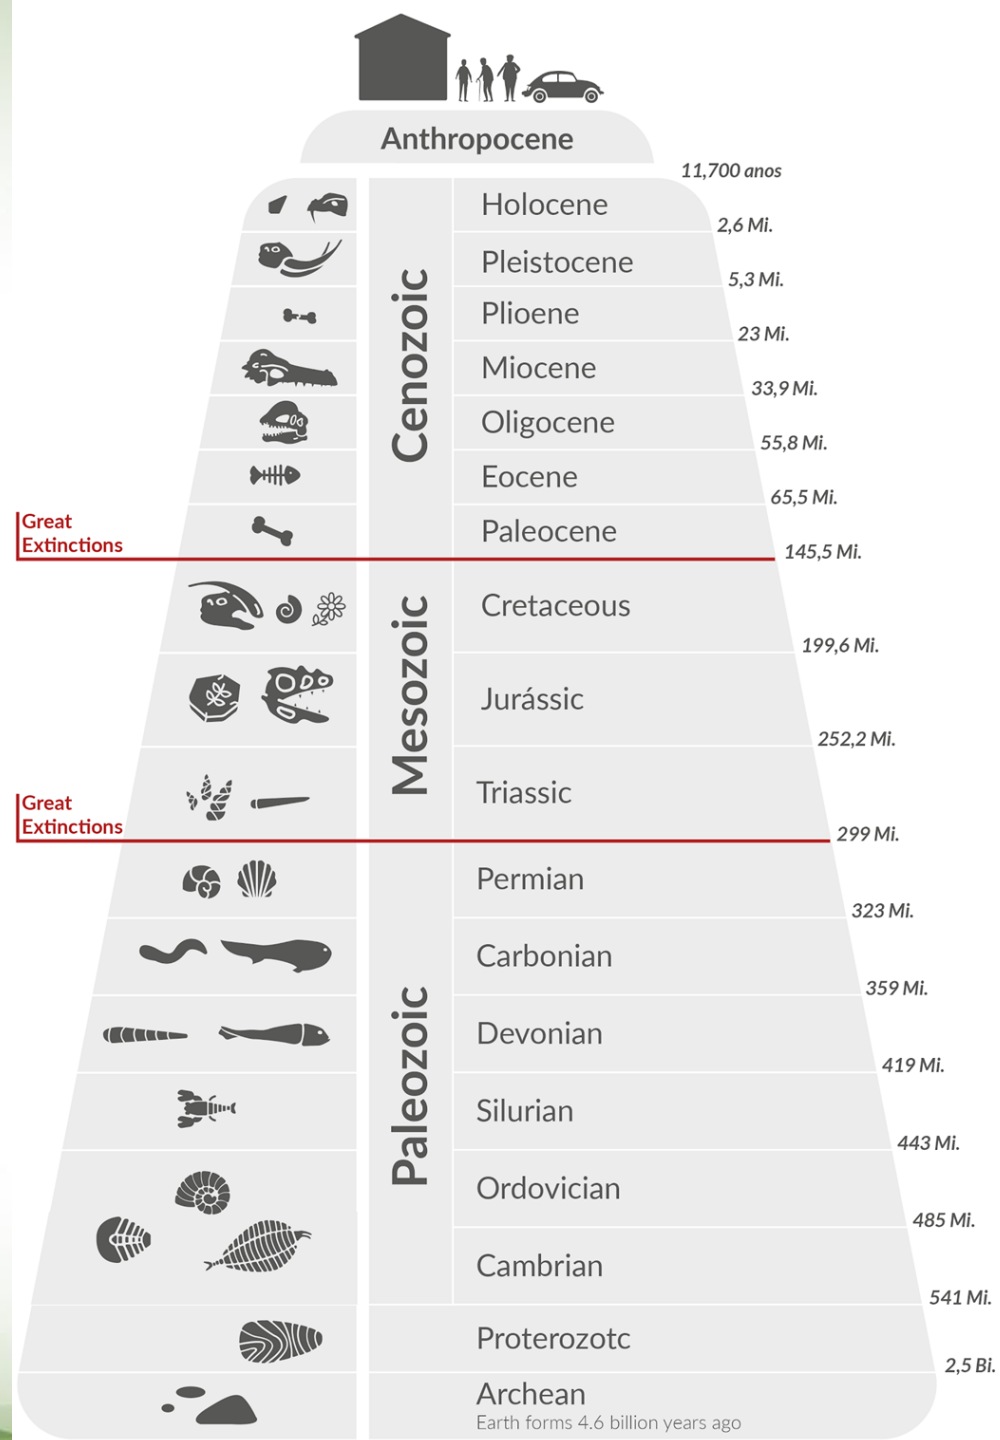 Anthropocene
11,700 anos
Holocene
2,6 Mi.
Pleistocene
5,3 Mi.
Plioene
23 Mi.
Miocene
33,9 Mi.
Oligocene
55,8 Mi.
Eocene
65,5 Mi.
Paleocene
145,5 Mi.
Cenozoic
Great
Extinctions
Cretaceous
199,6 Mi.
Jurássic
252,2 Mi.
Triassic
299 Mi.
Mesozoic
Great
Extinctions
Permian
323 Mi.
Carbonian
359 Mi.
Devonian
419 Mi.
Silurian
443 Mi.
Ordovician
485 Mi.
Cambrian
541 Mi.
Paleozoic
Proterozotc
2,5 Bi.
Archean
Earth forms 4.6 billion years ago